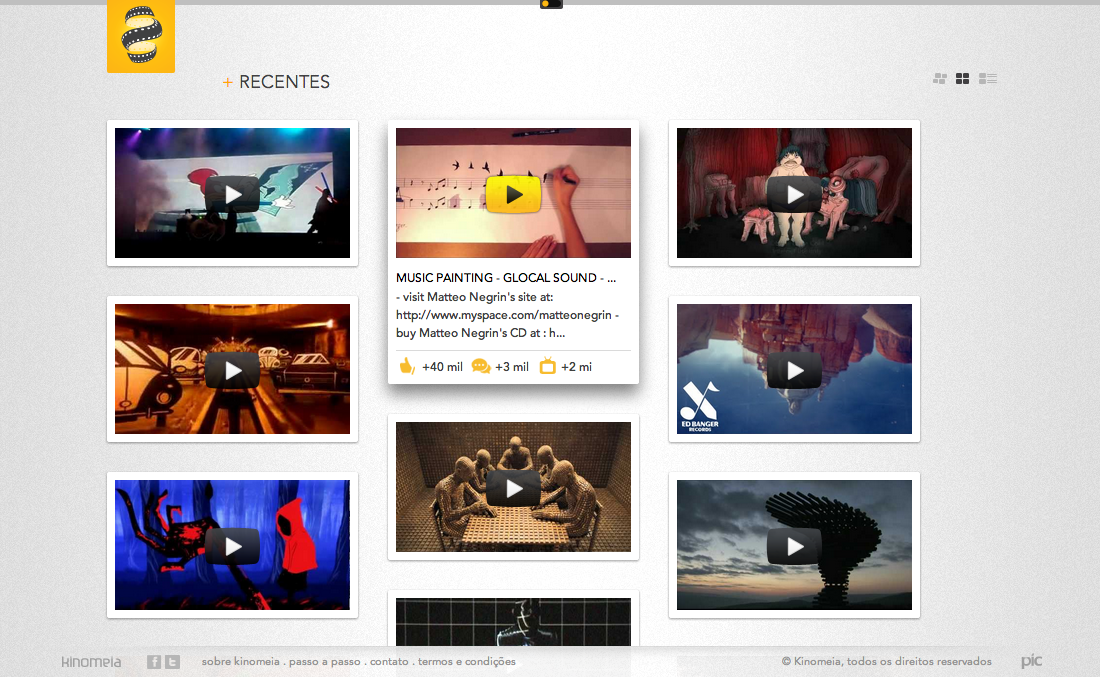 + RECENTES
MUSIC PAINTING - GLOCAL SOUND - ...
- visit Matteo Negrin's site at:
http://www.myspace.com/matteonegrin -
buy Matteo Negrin's CD at : h...
+40 mil +3 mil +2 mi
ED BANGER
RECORDS
kinomeia f t sobre kinomeia . passo a passo . contato . termos e condições © Kinomeia, todos os direitos reservados pic